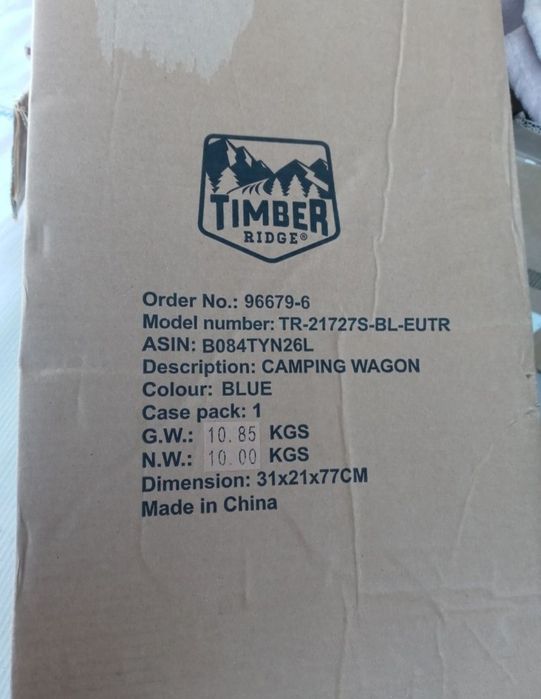 TIMBER
RIDGE®
Order No.: 96679-6
Model number: TR-21727S-BL-EUTR
ASIN: B084TYN26L
Description: CAMPING WAGON
Colour: BLUE
Case pack: 1
G.W.: 10.85 KGS
N.W.: 10.00 KGS
Dimension: 31x21x77CM
Made in China